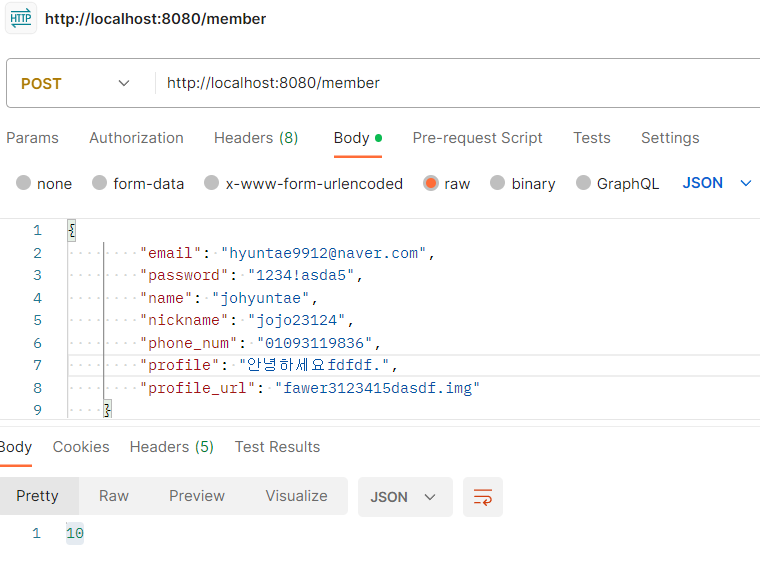 HTTP http://localhost:8080/member
POST http://localhost:8080/member
Params Authorization Headers (8) Body Pre-request Script Tests Settings
none form-data x-www-form-urlencoded raw binary GraphQL JSON
1 {
2 "email": "hyuntae9912@naver.com",
3 "password": "1234!asda5",
4 "name": "johyuntae",
5 "nickname": "jojo23124",
6 "phone_num": "01093119836",
7 "profile": "안녕하세요fdfdf.",
8 "profile_url": "fawer3123415dasdf.img"
9 }
Body Cookies Headers (5) Test Results
Pretty Raw Preview Visualize JSON
1 10